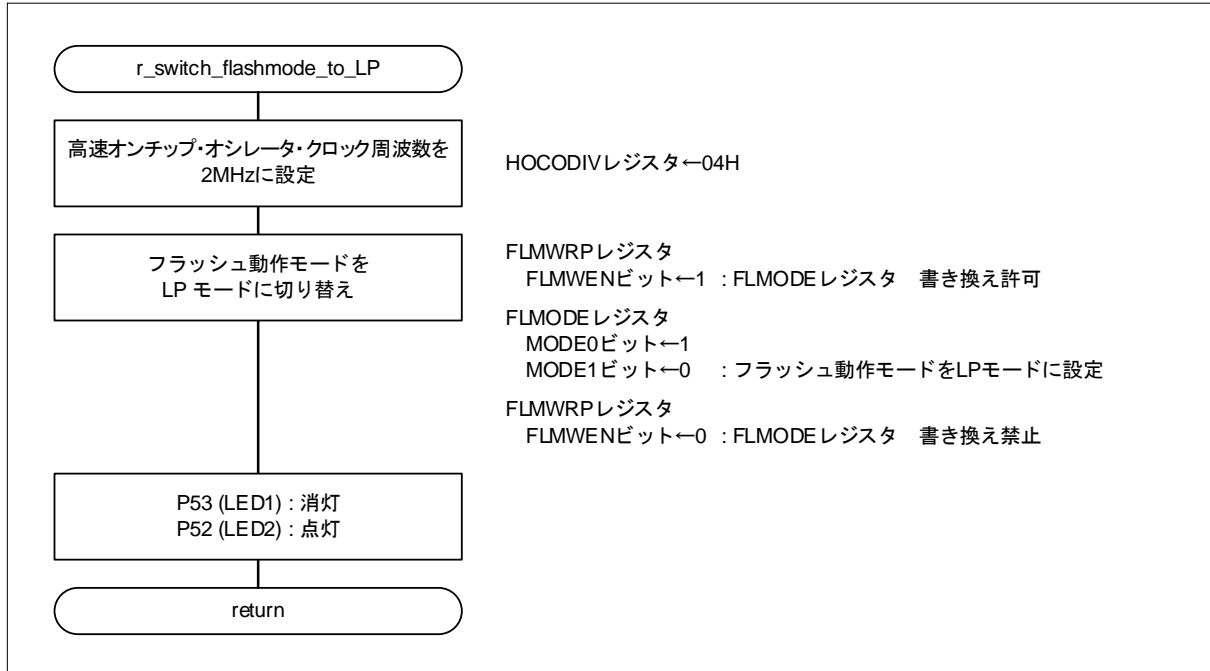 r_switch_flashmode_to_LP
高速オンチップ・オシレータ・クロック周波数を
2MHzに設定
HOCODIVレジスタ←04H
フラッシュ動作モードを
LP モードに切り替え
FLMWRPレジスタ
FLMWENビット←1 : FLMODEレジスタ 書き換え許可
FLMODEレジスタ
MODE0ビット←1
MODE1ビット←0 : フラッシュ動作モードをLPモードに設定
FLMWRPレジスタ
FLMWENビット←0 : FLMODEレジスタ 書き換え禁止
P53 (LED1) : 消灯
P52 (LED2) : 点灯
return